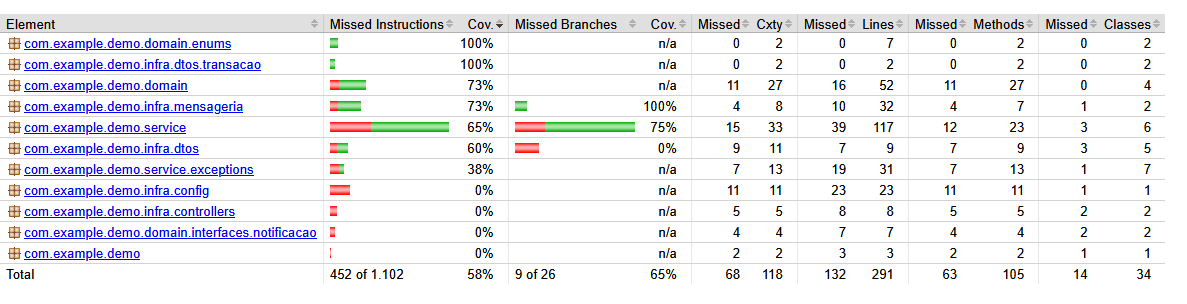 Element Missed Instructions Cov. Missed Branches Cov. Missed Cxty Missed Lines Missed Methods Missed Classes
com.example.demo.domain.enums 100% n/a 0 2 0 7 0 2 0 2
com.example.demo.infra.dtos.transacao 100% n/a 0 2 0 2 0 2 0 2
com.example.demo.domain 73% n/a 11 27 16 52 11 27 0 4
com.example.demo.infra.mensageria 73% 100% 4 8 10 32 4 7 1 2
com.example.demo.service 65% 75% 15 33 39 117 12 23 3 6
com.example.demo.infra.dtos 60% 0% 9 11 7 9 7 9 3 5
com.example.demo.service.exceptions 38% n/a 7 13 19 31 7 13 1 7
com.example.demo.infra.config 0% n/a 11 11 23 23 11 11 1 1
com.example.demo.infra.controllers 0% n/a 5 5 8 8 5 5 2 2
com.example.demo.domain.interfaces.notificacao 0% n/a 4 4 7 7 4 4 2 2
com.example.demo 0% n/a 2 2 3 3 2 2 1 1
Total 452 of 1.102 58% 9 of 26 65% 68 118 132 291 63 105 14 34